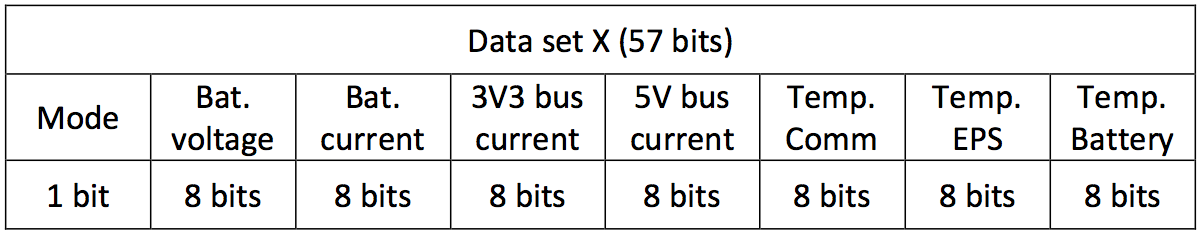 Data set X (57 bits)
Mode
Bat.
voltage
Bat.
current
3V3 bus
current
5V bus
current
Temp.
Comm
Temp.
EPS
Temp.
Battery
1 bit
8 bits
8 bits
8 bits
8 bits
8 bits
8 bits
8 bits